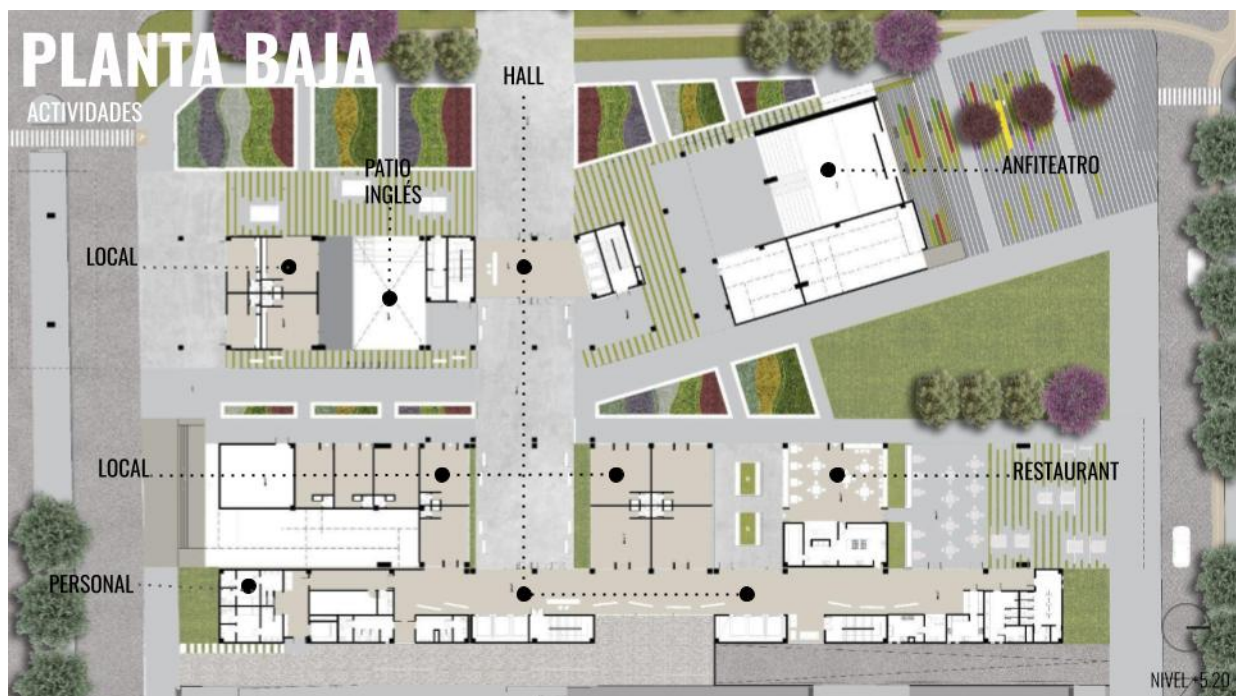 PLANTA BAJA
ACTIVIDADES
HALL
PATIO
INGLÉS
ANFITEATRO
LOCAL
LOCAL
RESTAURANT
PERSONAL
NIVEL +5.20